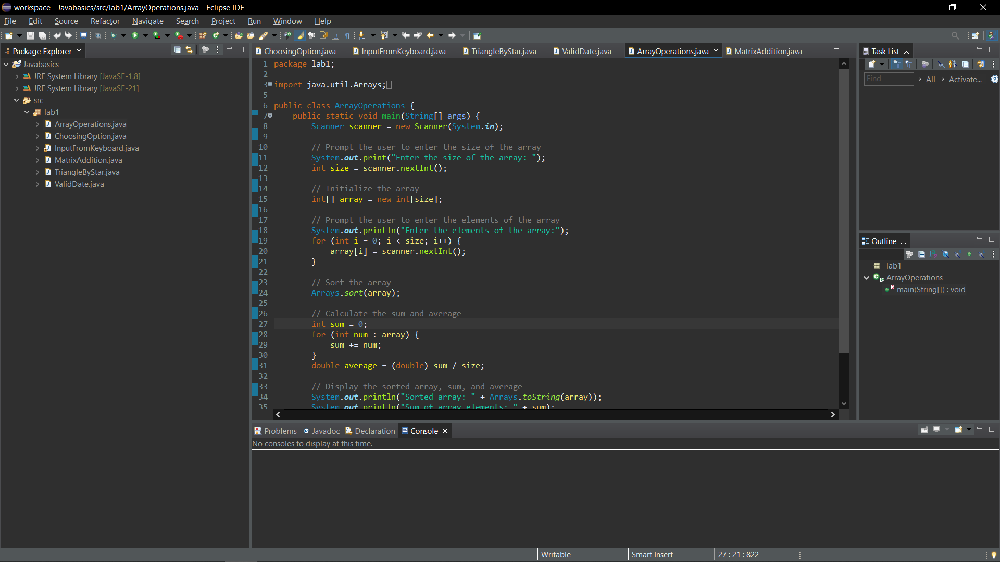 workspace - Javabasics/src/lab1/ArrayOperations.java - Eclipse IDE
File Edit Source Refactor Navigate Search Project Run Window Help
Package Explorer
Javabasics
JRE System Library [JavaSE-1.8]
JRE System Library [JavaSE-21]
src
lab1
ArrayOperations.java
ChoosingOption.java
InputFromKeyboard.java
MatrixAddition.java
TriangleByStar.java
ValidDate.java
ChoosingOption.java InputFromKeyboard.java TriangleByStar.java ValidDate.java ArrayOperations.java MatrixAddition.java
1 package lab1;
2
3 import java.util.Arrays;
5
6 public class ArrayOperations {
7 public static void main(String[] args) {
8 Scanner scanner = new Scanner(System.in);
9
10 // Prompt the user to enter the size of the array
11 System.out.print("Enter the size of the array: ");
12 int size = scanner.nextInt();
13
14 // Initialize the array
15 int[] array = new int[size];
16
17 // Prompt the user to enter the elements of the array
18 System.out.println("Enter the elements of the array:");
19 for (int i = 0; i < size; i++) {
20 array[i] = scanner.nextInt();
21 }
22
23 // Sort the array
24 Arrays.sort(array);
25
26 // Calculate the sum and average
27 int sum = 0;
28 for (int num : array) {
29 sum += num;
30 }
31 double average = (double) sum / size;
32
33 // Display the sorted array, sum, and average
34 System.out.println("Sorted array: " + Arrays.toString(array));
35 System.out.println("Sum of array elements: " + sum);
Task List
Find All Activate...
Outline
lab1
ArrayOperations
main(String[]) : void
Problems Javadoc Declaration Console
No consoles to display at this time.
Writable Smart Insert 27 : 21 : 822